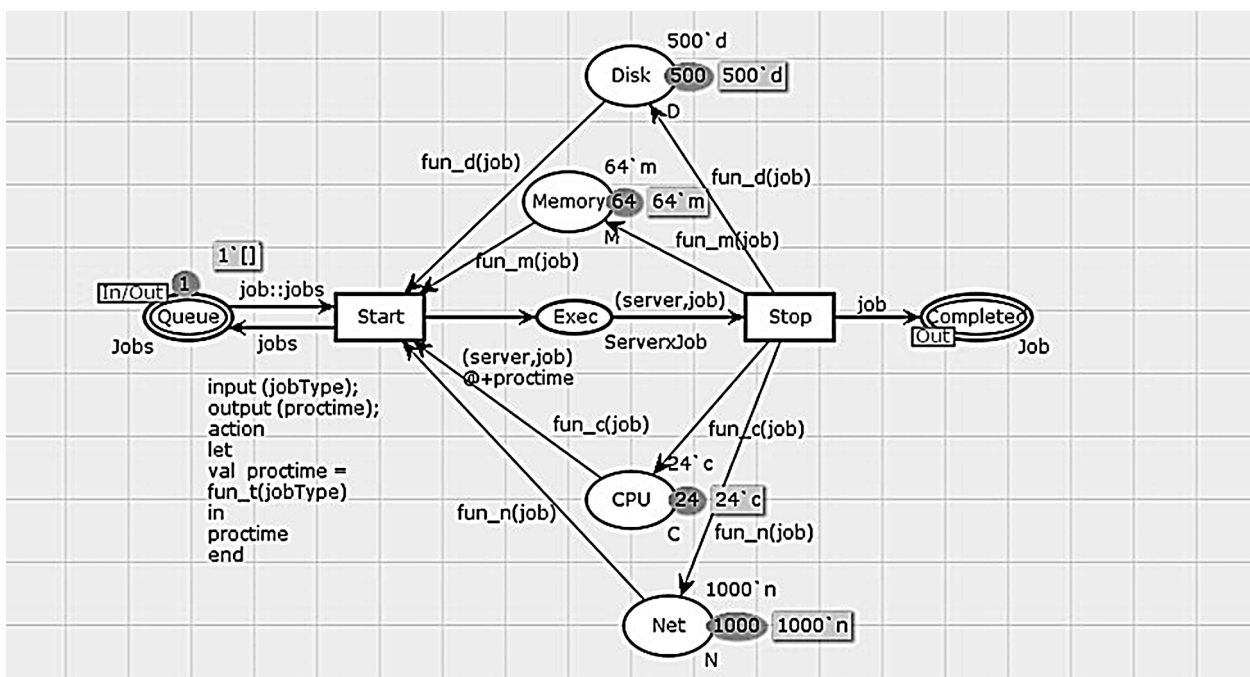 500`d
Disk 500 500`d
D
fun_d(job)
64`m
fun_d(job)
Memory 64 64`m
M
fun_m(job)
fun_m(job)
1`[]
In/Out
1
job::jobs
(server,job)
Queue
Start
Exec
Stop
job
Completed
Out
Jobs
jobs
ServerxJob
Job
(server,job)
@+proctime
input (jobType);
output (proctime);
action
let
val proctime =
fun_t(jobType)
in
proctime
end
fun_c(job)
fun_c(job)
24`c
CPU 24 24`c
C
fun_n(job)
fun_n(job)
1000`n
Net 1000 1000`n
N